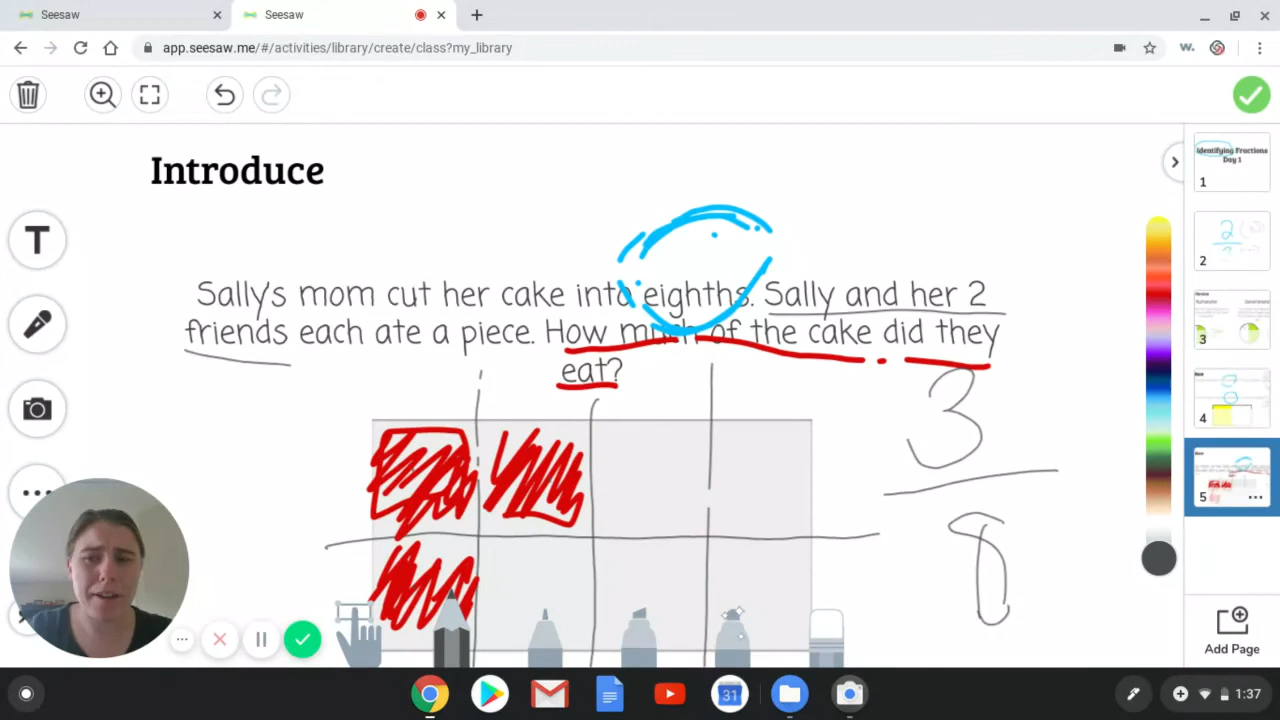 Seesaw
Seesaw
app.seesaw.me/#/activities/library/create/class?my_library
W.
Introduce
T
Sally's mom cut her cake into eighths. Sally and her 2
friends each ate a piece. How much of the cake did they
eat?
3
8
Identifying Fractions
Day 1
1
2
2
3
4
5
Add Page
31
1:37